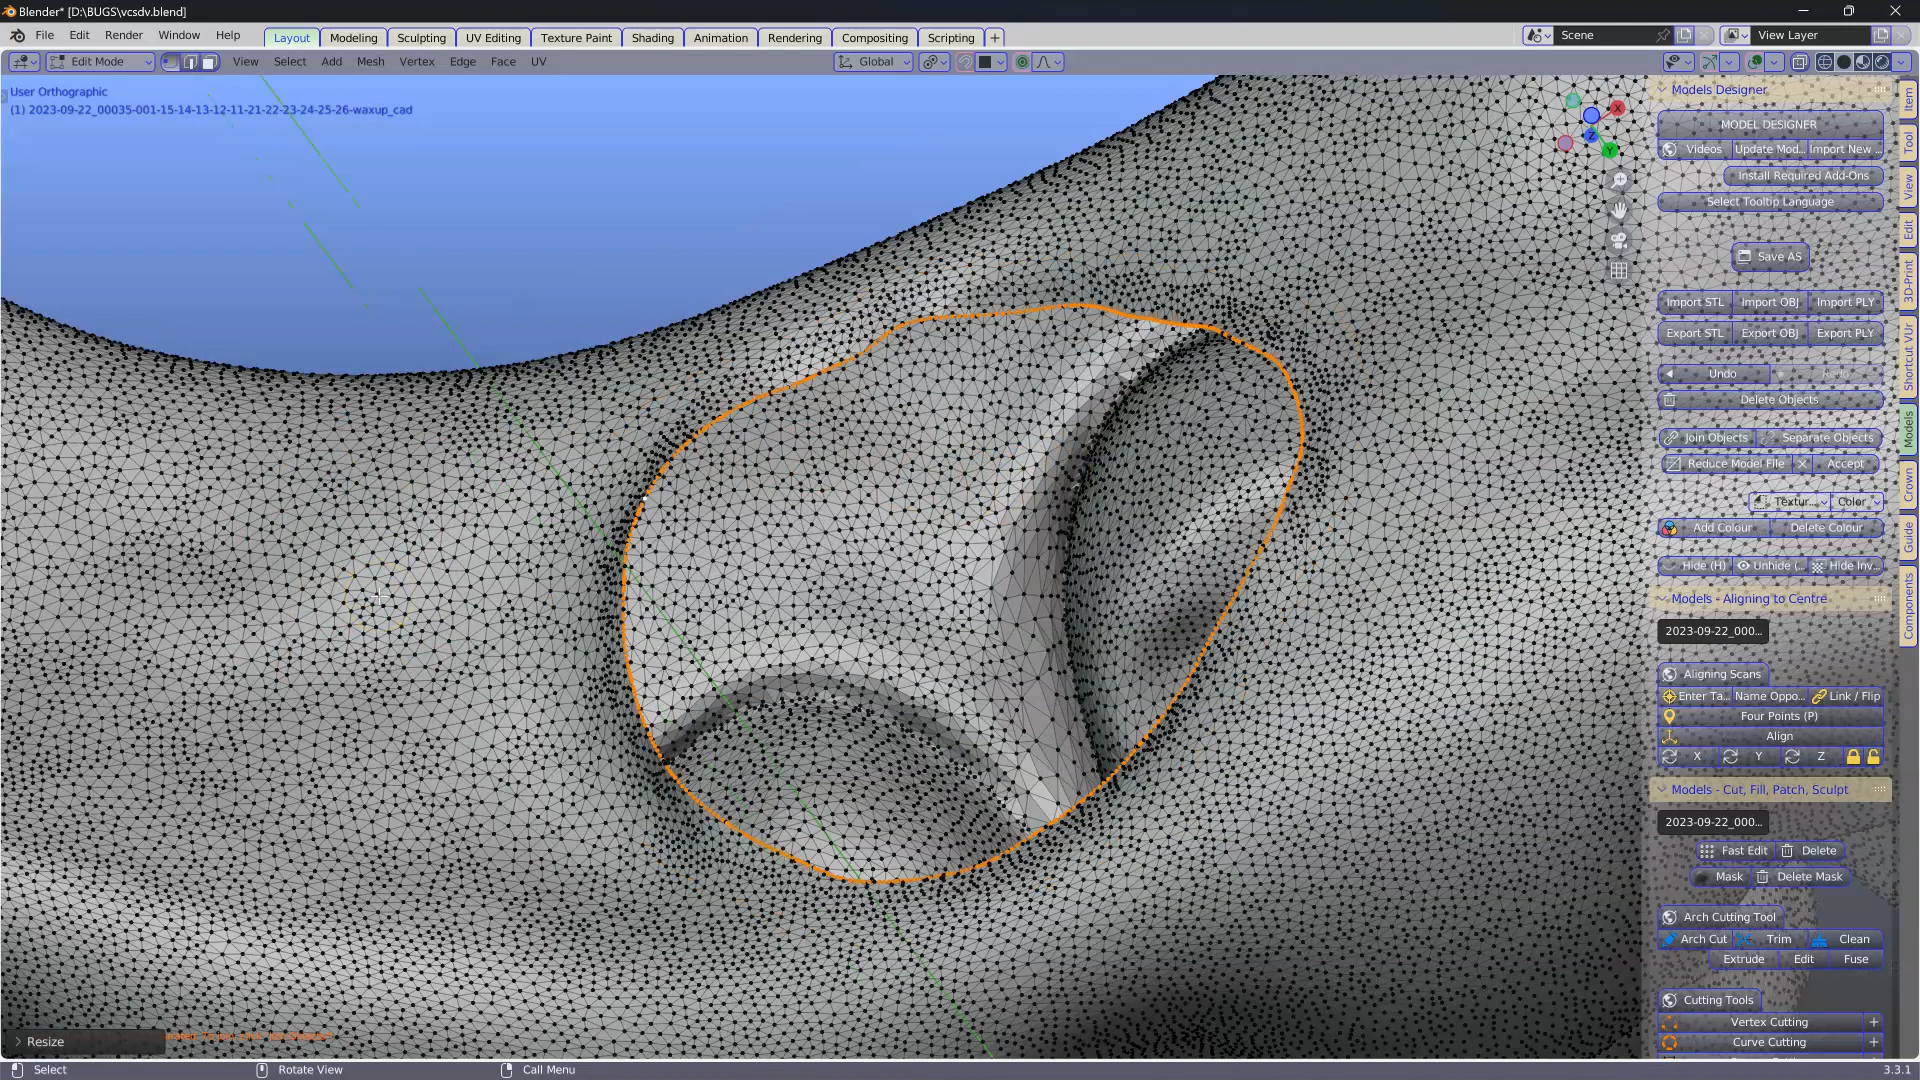 Blender* [D:\BUGS\vcsdv.blend]
File Edit Render Window Help
Layout Modeling Sculpting UV Editing Texture Paint Shading Animation Rendering Compositing Scripting +
Scene
View Layer
Edit Mode
View Select Add Mesh Vertex Edge Face UV
Global
User Orthographic
(1) 2023-09-22_00035-001-15-14-13-12-11-21-22-23-24-25-26-waxup_cad
X
Y
Z
Models Designer
MODEL DESIGNER
Videos Update Mod... Import New ...
Install Required Add-Ons
Select Tooltip Language
Save AS
Import STL Import OBJ Import PLY
Export STL Export OBJ Export PLY
Undo Redo
Delete Objects
Join Objects Separate Objects
Reduce Model File Accept
Textur... Color
Add Colour Delete Colour
Hide (H) Unhide (... Hide Inv...
Models - Aligning to Centre
2023-09-22_000...
Aligning Scans
Enter Ta... Name Oppo... Link / Flip
Four Points (P)
Align
X Y Z
Models - Cut, Fill, Patch, Sculpt
2023-09-22_000...
Fast Edit Delete
Mask Delete Mask
Arch Cutting Tool
Arch Cut Trim Clean
Extrude Edit Fuse
Cutting Tools
Vertex Cutting +
Curve Cutting +
Item
Tool
View
Edit
3D-Print
Shortcut VUr
Models
Crown
Guide
Components
Resize
Select Rotate View Call Menu
3.3.1